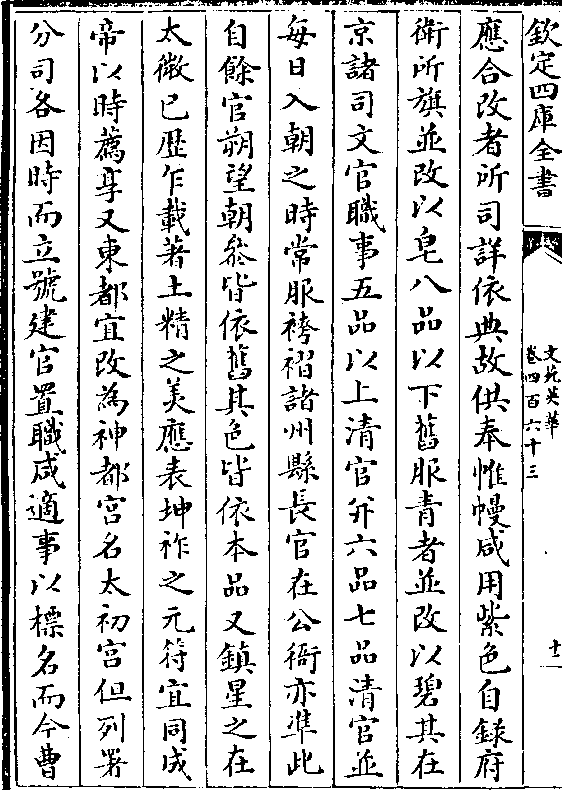 欽定四庫全書
文苑英華
卷四百六十三
十一
應合改者所司詳依典故供奉惟幔咸用紫色自餘府
衛所旗並改以皂八品以下舊服青者並改以碧其在
京諸司文官職事五品以上清官并六品七品清官並
每日入朝之時常服袴褶諸州縣長官在公衙亦準此
自餘官朔望朝參皆依舊其色皆依本品又鎮星之在
太微已歷乍載著土精之美應表坤祚之元符宜同成
帝以時薦享又東都宜改為神都宮名太初宮但列署
分司各因時而立號建官置職咸適事以標名而今曹